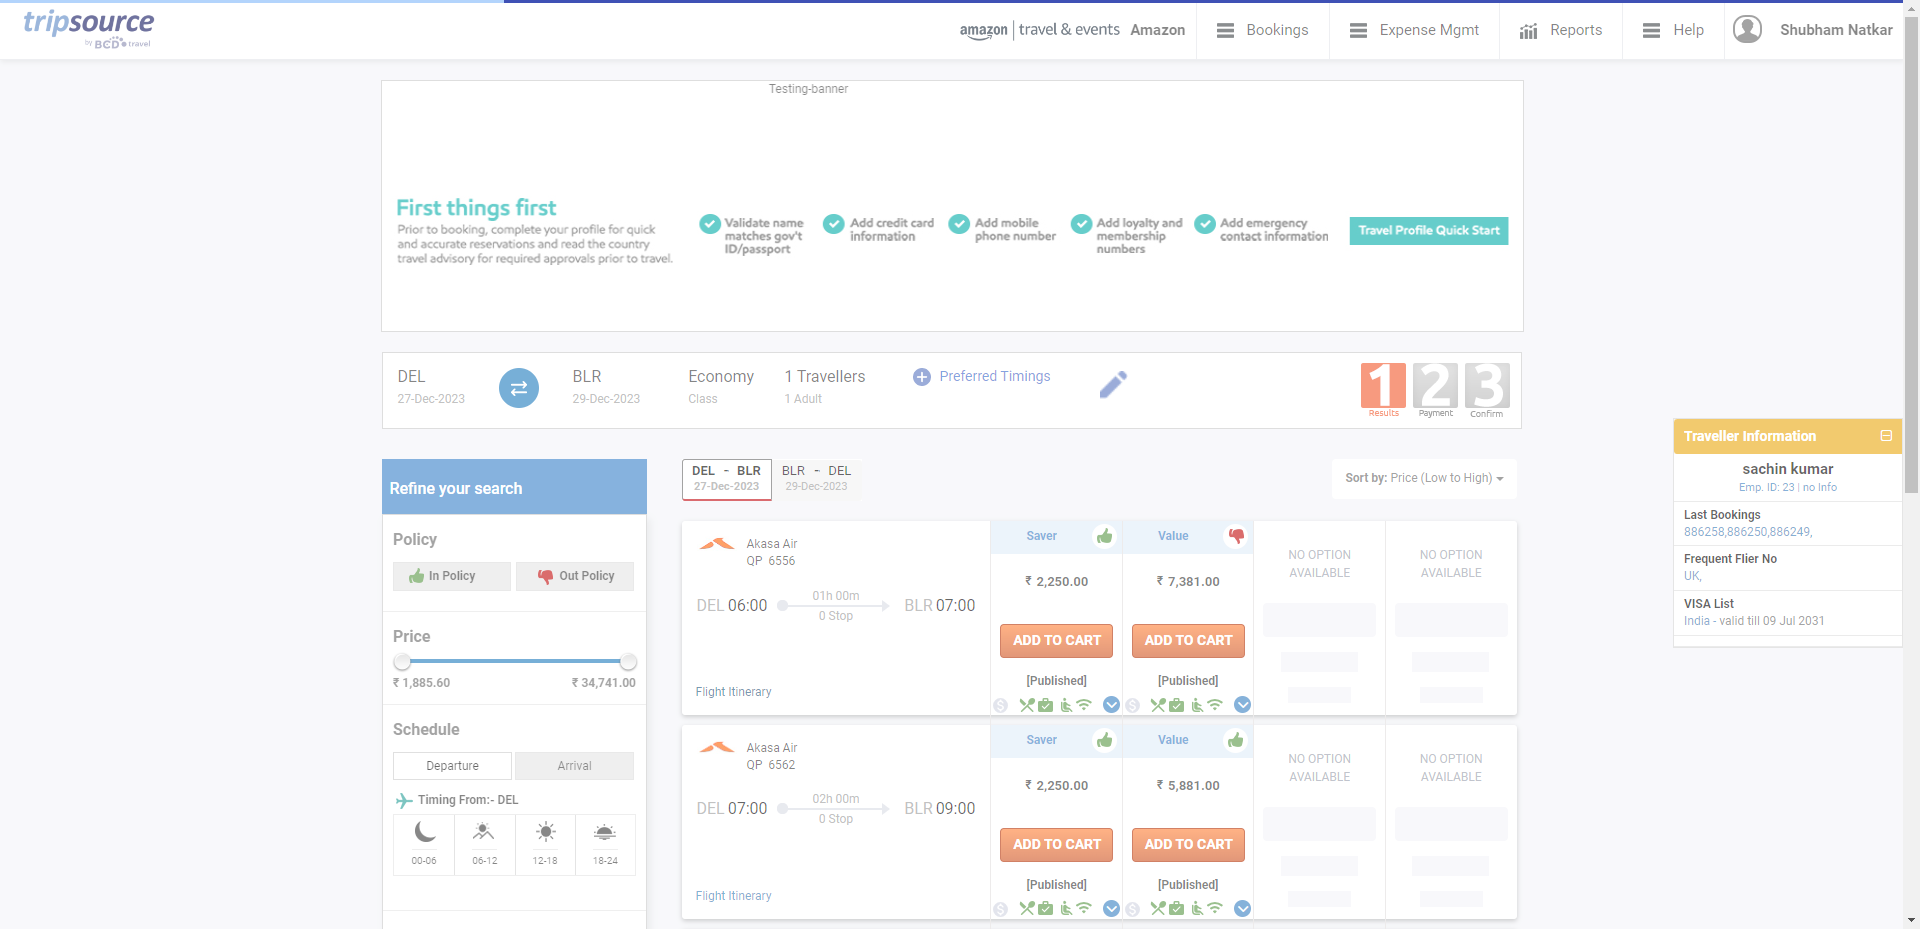 tripsource
by BCD travel
amazon | travel & events Amazon
Bookings
Expense Mgmt
Reports
Help
Shubham Natkar
Testing-banner
First things first
Prior to booking, complete your profile for quick
and accurate reservations and read the country
travel advisory for required approvals prior to travel.
Validate name
matches gov't
ID/passport
Add credit card
information
Add mobile
phone number
Add loyalty and
membership
numbers
Add emergency
contact information
Travel Profile Quick Start
DEL
27-Dec-2023
BLR
29-Dec-2023
Economy
Class
1 Travellers
1 Adult
Preferred Timings
1
Results
2
Payment
3
Confirm
Traveller Information
sachin kumar
Emp. ID: 23 | no Info
Last Bookings
886258,886250,886249,
Frequent Flier No
UK,
VISA List
India - valid till 09 Jul 2031
Refine your search
Policy
In Policy
Out Policy
Price
₹ 1,885.60
₹ 34,741.00
Schedule
Departure
Arrival
Timing From:- DEL
00-06
06-12
12-18
18-24
DEL - BLR
27-Dec-2023
BLR - DEL
29-Dec-2023
Sort by: Price (Low to High)
Akasa Air
QP 6556
DEL 06:00
01h 00m
0 Stop
BLR 07:00
Flight Itinerary
Saver
₹ 2,250.00
ADD TO CART
[Published]
Value
₹ 7,381.00
ADD TO CART
[Published]
NO OPTION
AVAILABLE
NO OPTION
AVAILABLE
Akasa Air
QP 6562
DEL 07:00
02h 00m
0 Stop
BLR 09:00
Flight Itinerary
Saver
₹ 2,250.00
ADD TO CART
[Published]
Value
₹ 5,881.00
ADD TO CART
[Published]
NO OPTION
AVAILABLE
NO OPTION
AVAILABLE